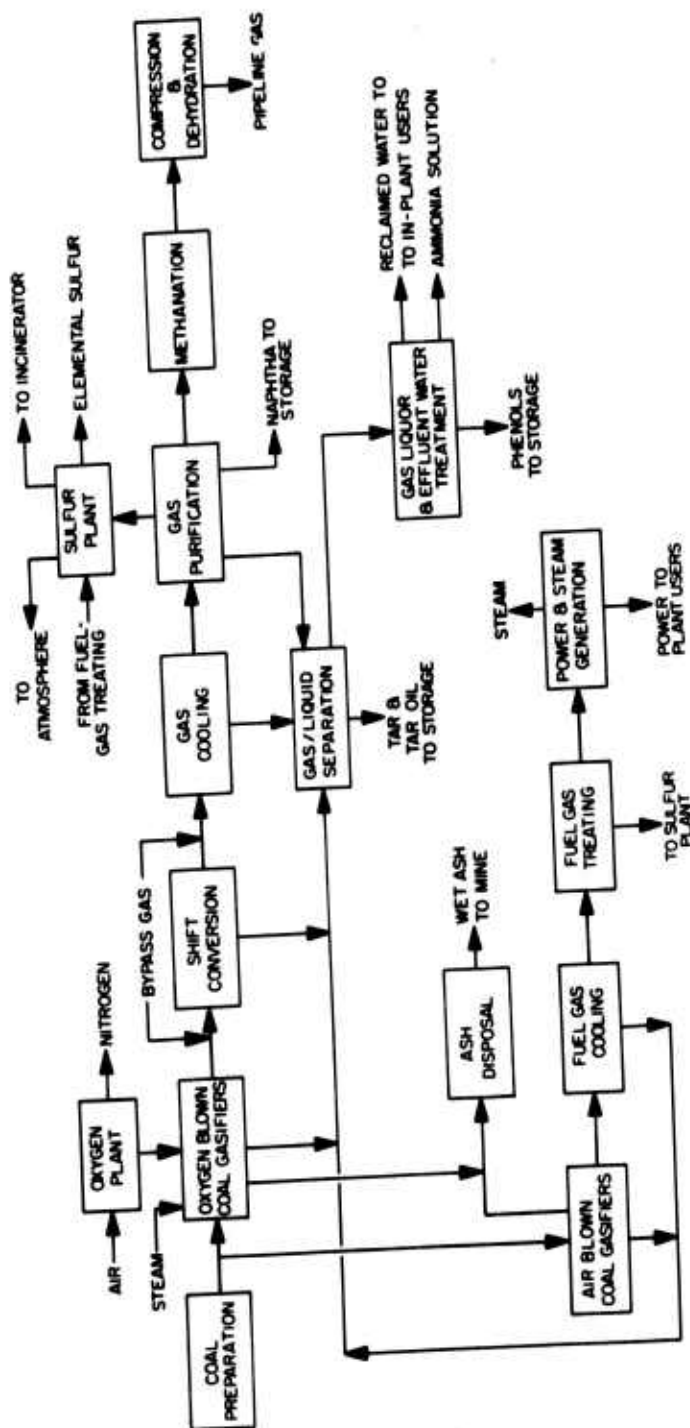 AIR
OXYGEN
PLANT
NITROGEN
STEAM
COAL
PREPARATION
OXYGEN BLOWN
COAL GASIFIERS
BYPASS GAS
SHIFT
CONVERSION
GAS
COOLING
GAS
PURIFICATION
METHANATION
COMPRESSION
&
DEHYDRATION
PIPELINE GAS
TO
ATMOSPHERE
FROM FUEL-
GAS TREATING
SULFUR
PLANT
TO INCINERATOR
ELEMENTAL SULFUR
NAPHTHA TO
STORAGE
GAS/LIQUID
SEPARATION
TAR &
TAR OIL
TO STORAGE
GAS LIQUOR
& EFFLUENT WATER
TREATMENT
RECLAIMED WATER TO
TO IN-PLANT USERS
AMMONIA SOLUTION
PHENOLS
TO STORAGE
ASH
DISPOSAL
WET ASH
TO MINE
AIR BLOWN
COAL GASIFIERS
FUEL GAS
COOLING
FUEL GAS
TREATING
TO SULFUR
PLANT
POWER & STEAM
GENERATION
STEAM
POWER TO
PLANT USERS